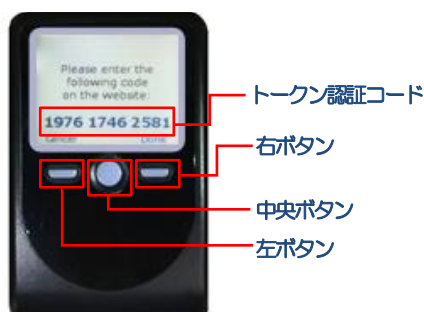 Please enter the
following code
on the website:
1976 1746 2581
Cancel Done
トークン認証コード
右ボタン
中央ボタン
左ボタン